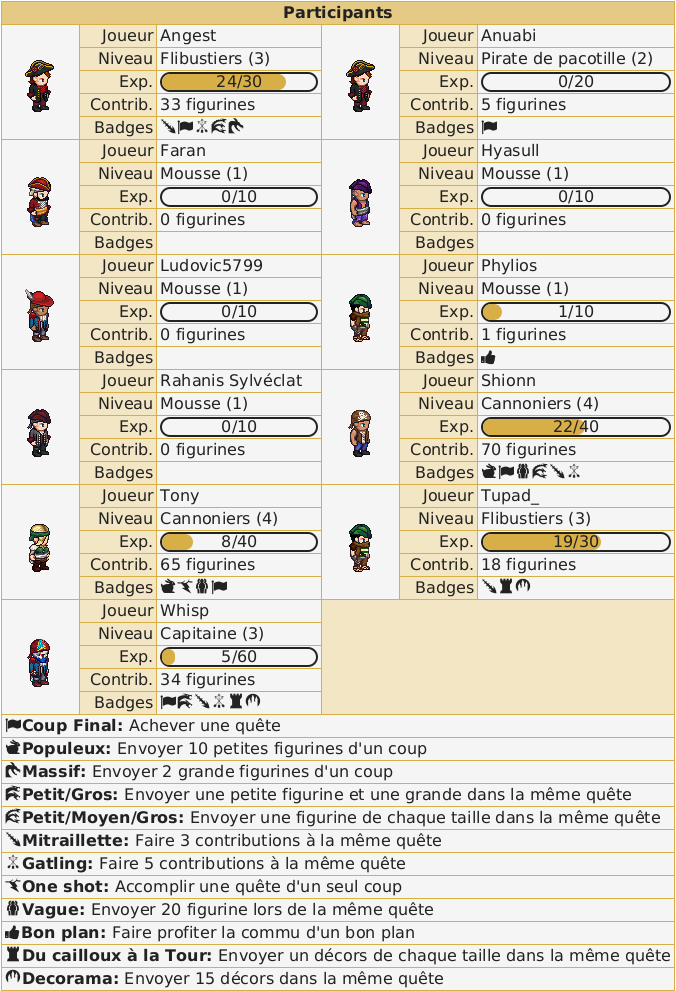 Participants
Joueur Angest
Niveau Flibustiers (3)
Exp. 24/30
Contrib. 33 figurines
Badges
Joueur Anuabi
Niveau Pirate de pacotille (2)
Exp. 0/20
Contrib. 5 figurines
Badges
Joueur Faran
Niveau Mousse (1)
Exp. 0/10
Contrib. 0 figurines
Badges
Joueur Hyasull
Niveau Mousse (1)
Exp. 0/10
Contrib. 0 figurines
Badges
Joueur Ludovic5799
Niveau Mousse (1)
Exp. 0/10
Contrib. 0 figurines
Badges
Joueur Phylios
Niveau Mousse (1)
Exp. 1/10
Contrib. 1 figurines
Badges
Joueur Rahanis Sylvéclat
Niveau Mousse (1)
Exp. 0/10
Contrib. 0 figurines
Badges
Joueur Shionn
Niveau Cannoniers (4)
Exp. 22/40
Contrib. 70 figurines
Badges
Joueur Tony
Niveau Cannoniers (4)
Exp. 8/40
Contrib. 65 figurines
Badges
Joueur Tupad_
Niveau Flibustiers (3)
Exp. 19/30
Contrib. 18 figurines
Badges
Joueur Whisp
Niveau Capitaine (3)
Exp. 5/60
Contrib. 34 figurines
Badges
Coup Final: Achever une quête
Populeux: Envoyer 10 petites figurines d'un coup
Massif: Envoyer 2 grande figurines d'un coup
Petit/Gros: Envoyer une petite figurine et une grande dans la même quête
Petit/Moyen/Gros: Envoyer une figurine de chaque taille dans la même quête
Mitraillette: Faire 3 contributions à la même quête
Gatling: Faire 5 contributions à la même quête
One shot: Accomplir une quête d'un seul coup
Vague: Envoyer 20 figurine lors de la même quête
Bon plan: Faire profiter la commu d'un bon plan
Du cailloux à la Tour: Envoyer un décors de chaque taille dans la même quête
Decorama: Envoyer 15 décors dans la même quête